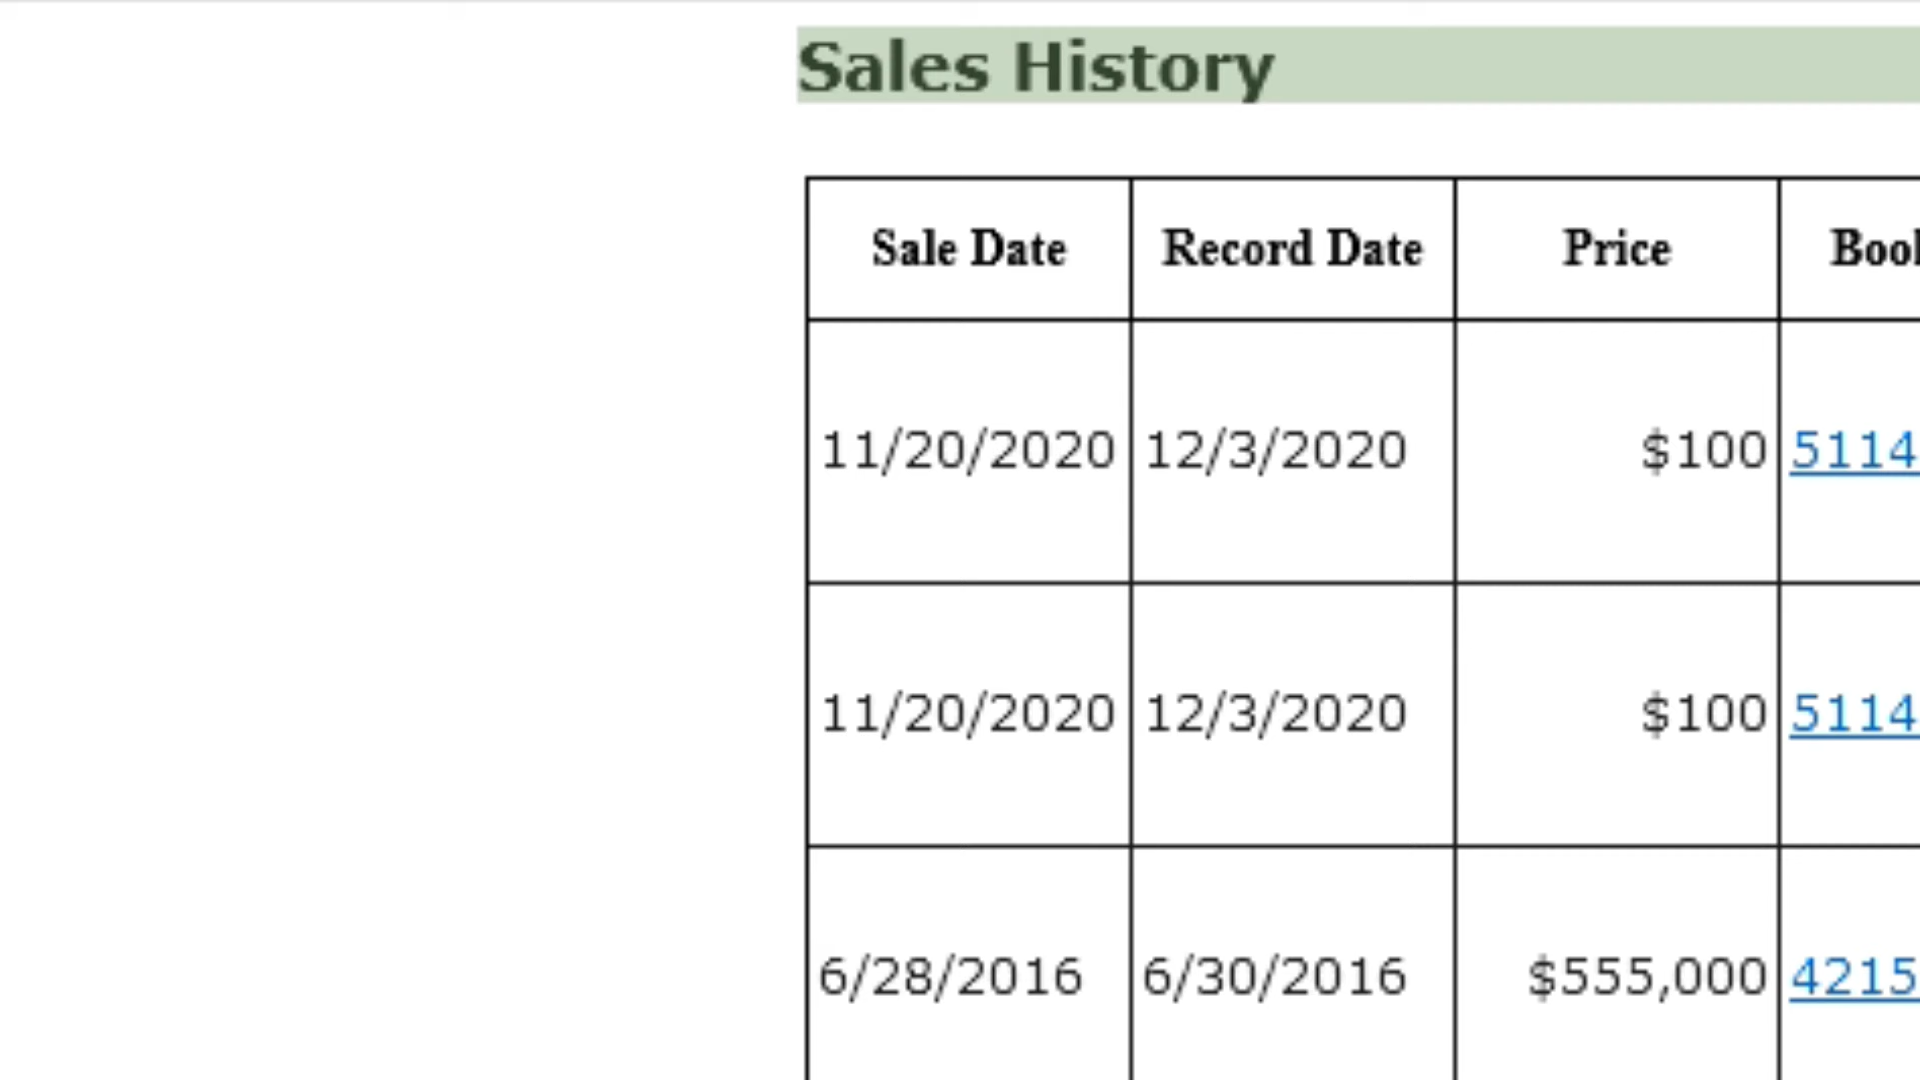 Sales History
Sale Date Record Date Price
11/20/2020 12/3/2020 $100 5114
11/20/2020 12/3/2020 $100 5114
6/28/2016 6/30/2016 $555,000 4215